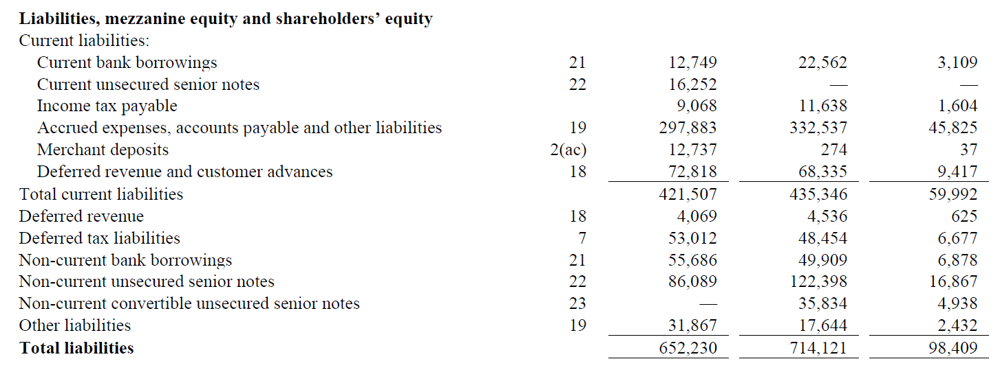 Liabilities, mezzanine equity and shareholders’ equity
Current liabilities:
Current bank borrowings 21 12,749 22,562 3,109
Current unsecured senior notes 22 16,252 — —
Income tax payable 9,068 11,638 1,604
Accrued expenses, accounts payable and other liabilities 19 297,883 332,537 45,825
Merchant deposits 2(ac) 12,737 274 37
Deferred revenue and customer advances 18 72,818 68,335 9,417
Total current liabilities 421,507 435,346 59,992
Deferred revenue 18 4,069 4,536 625
Deferred tax liabilities 7 53,012 48,454 6,677
Non-current bank borrowings 21 55,686 49,909 6,878
Non-current unsecured senior notes 22 86,089 122,398 16,867
Non-current convertible unsecured senior notes 23 — 35,834 4,938
Other liabilities 19 31,867 17,644 2,432
Total liabilities 652,230 714,121 98,409